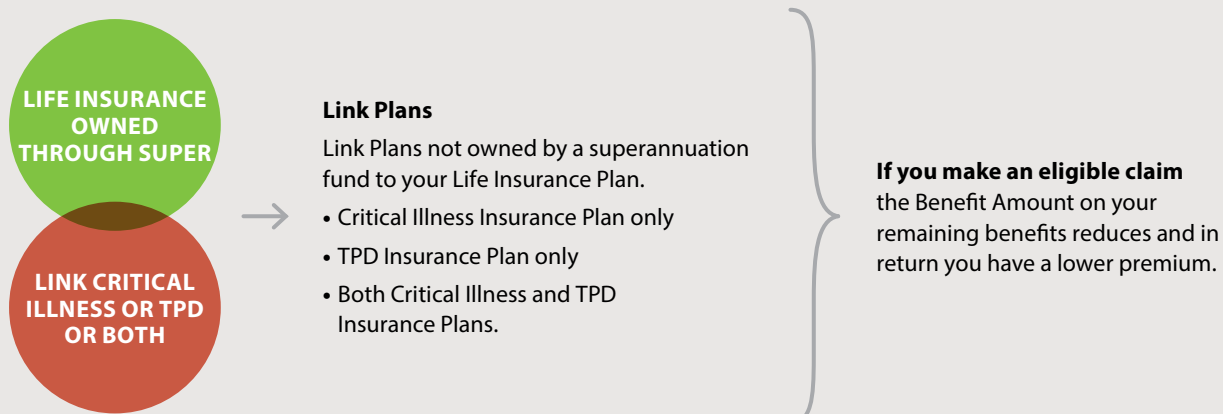 LIFE INSURANCE
OWNED
THROUGH SUPER
LINK CRITICAL
ILLNESS OR TPD
OR BOTH
Link Plans
Link Plans not owned by a superannuation
fund to your Life Insurance Plan.
• Critical Illness Insurance Plan only
• TPD Insurance Plan only
• Both Critical Illness and TPD
Insurance Plans.
If you make an eligible claim
the Benefit Amount on your
remaining benefits reduces and in
return you have a lower premium.